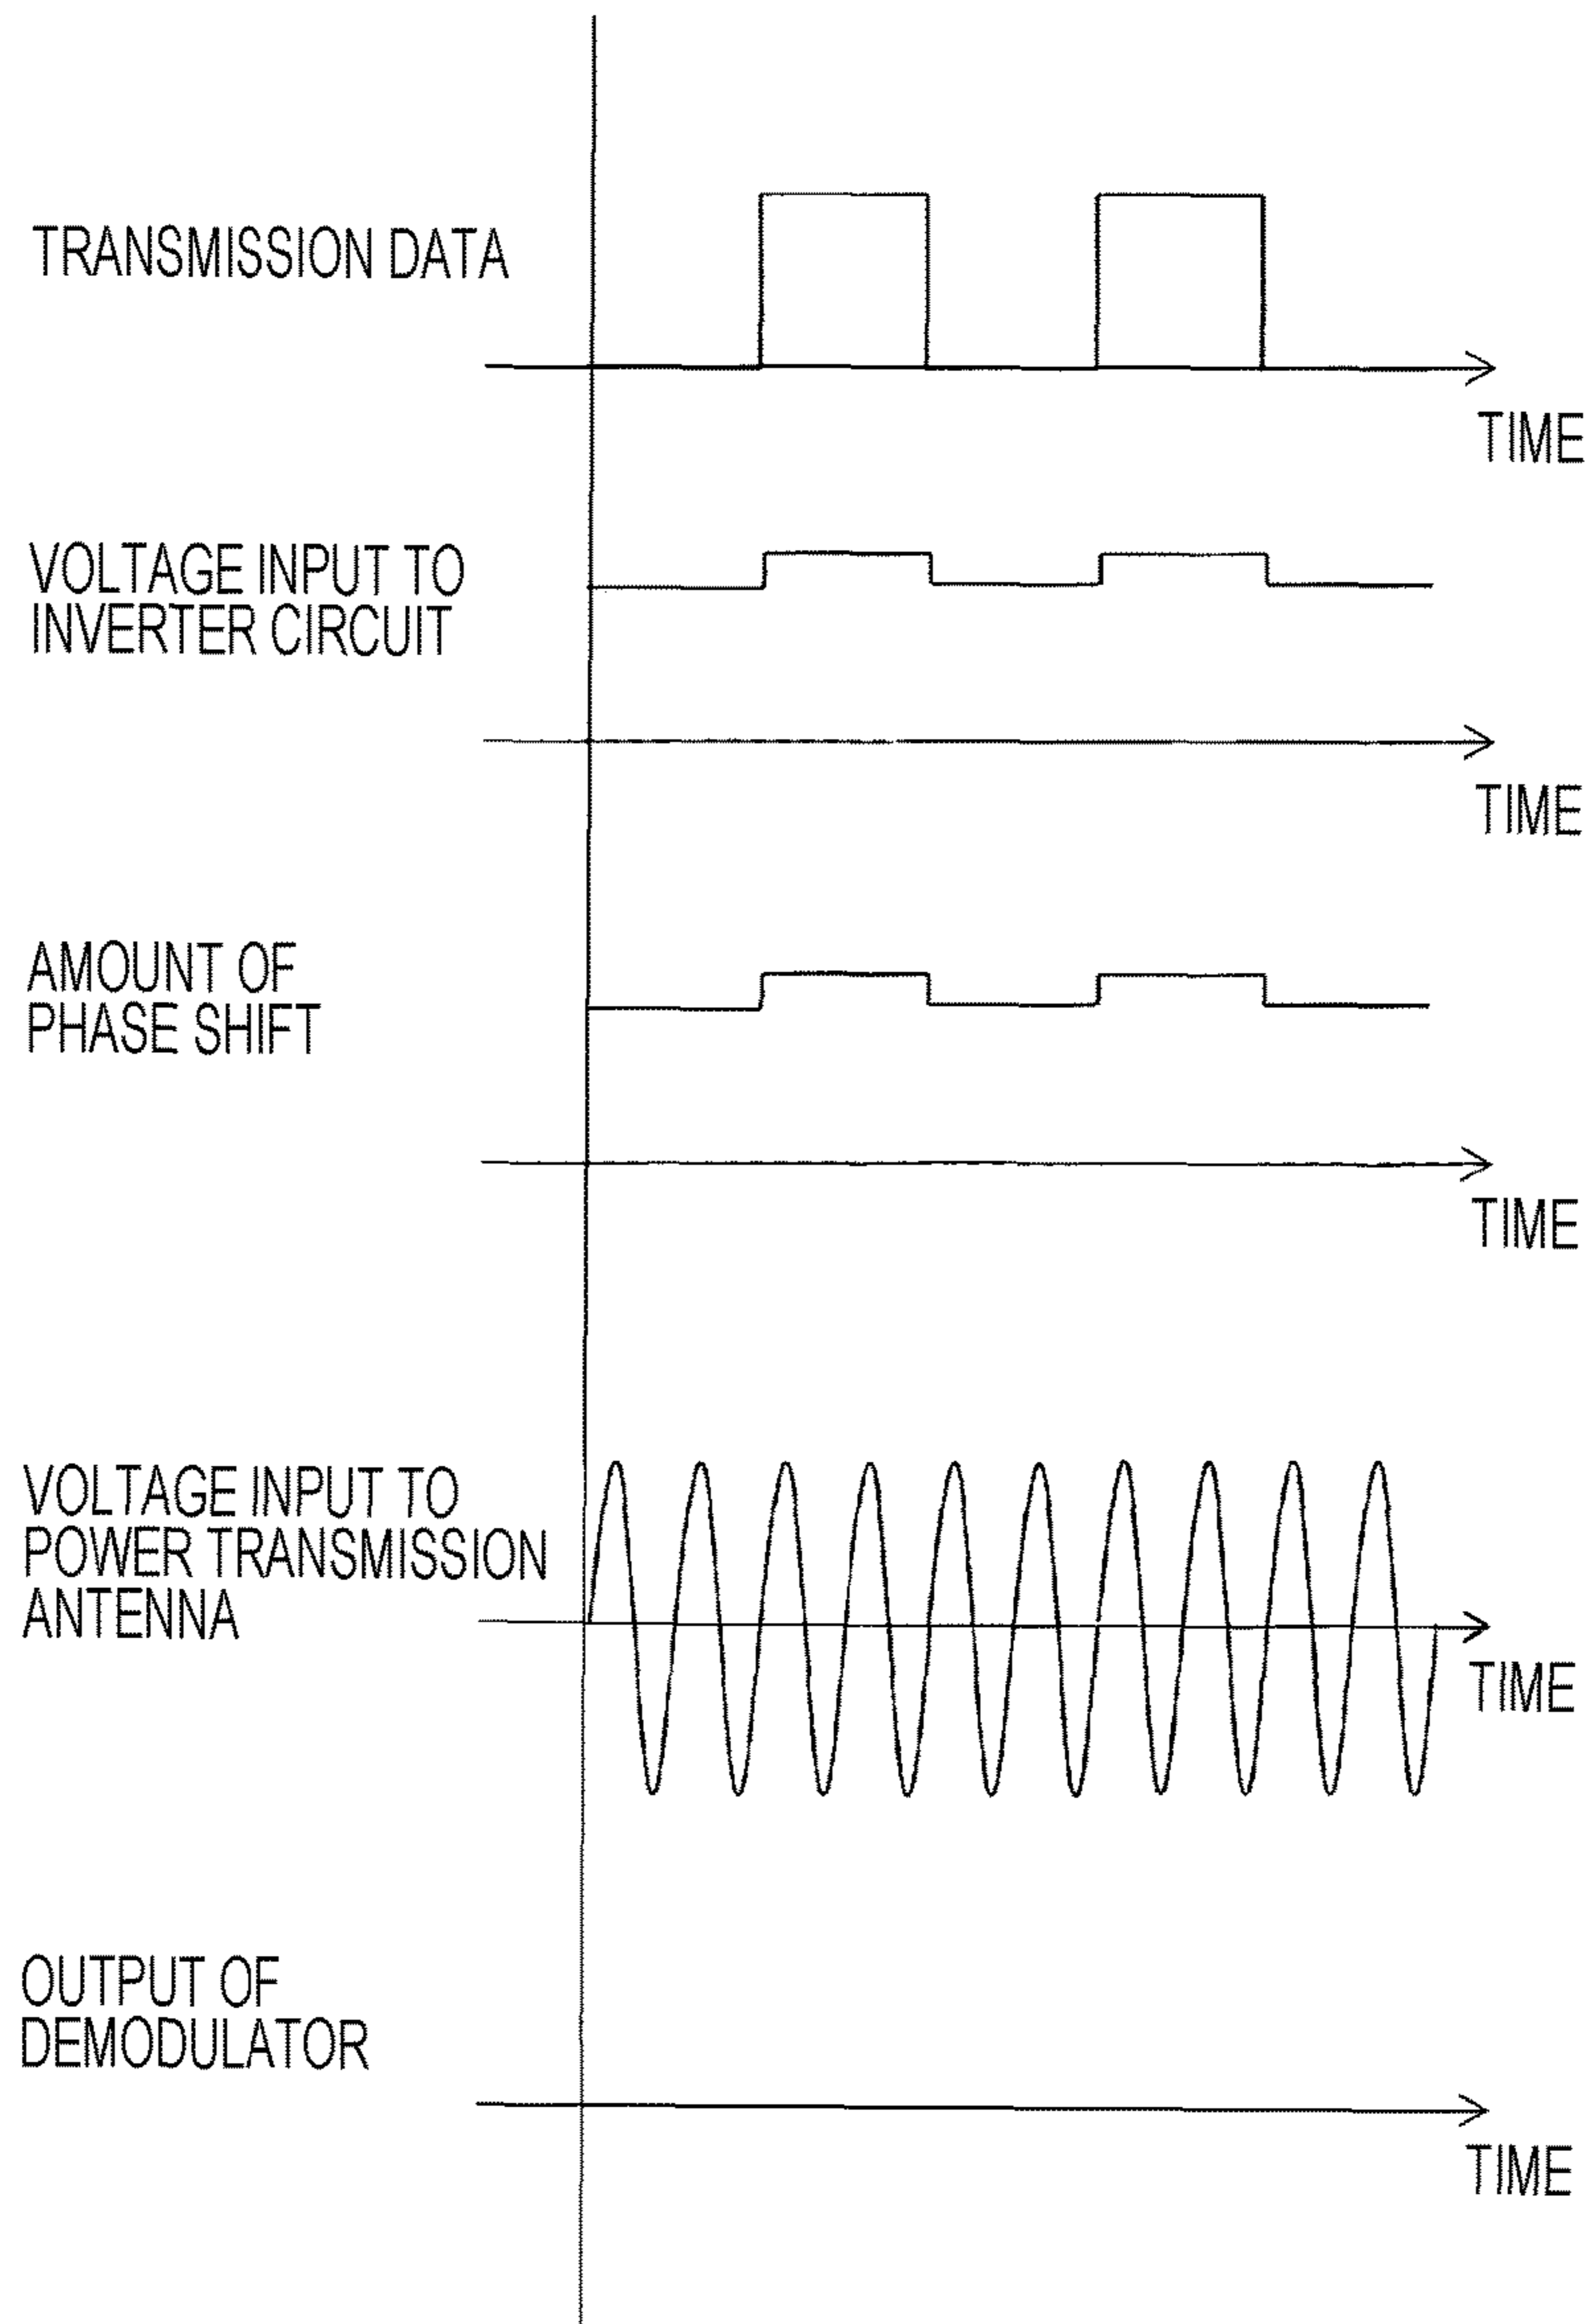 TRANSMISSION DATA
TIME
VOLTAGE INPUT TO
INVERTER CIRCUIT
TIME
AMOUNT OF
PHASE SHIFT
TIME
VOLTAGE INPUT TO
POWER TRANSMISSION
ANTENNA
TIME
OUTPUT OF
DEMODULATOR
TIME